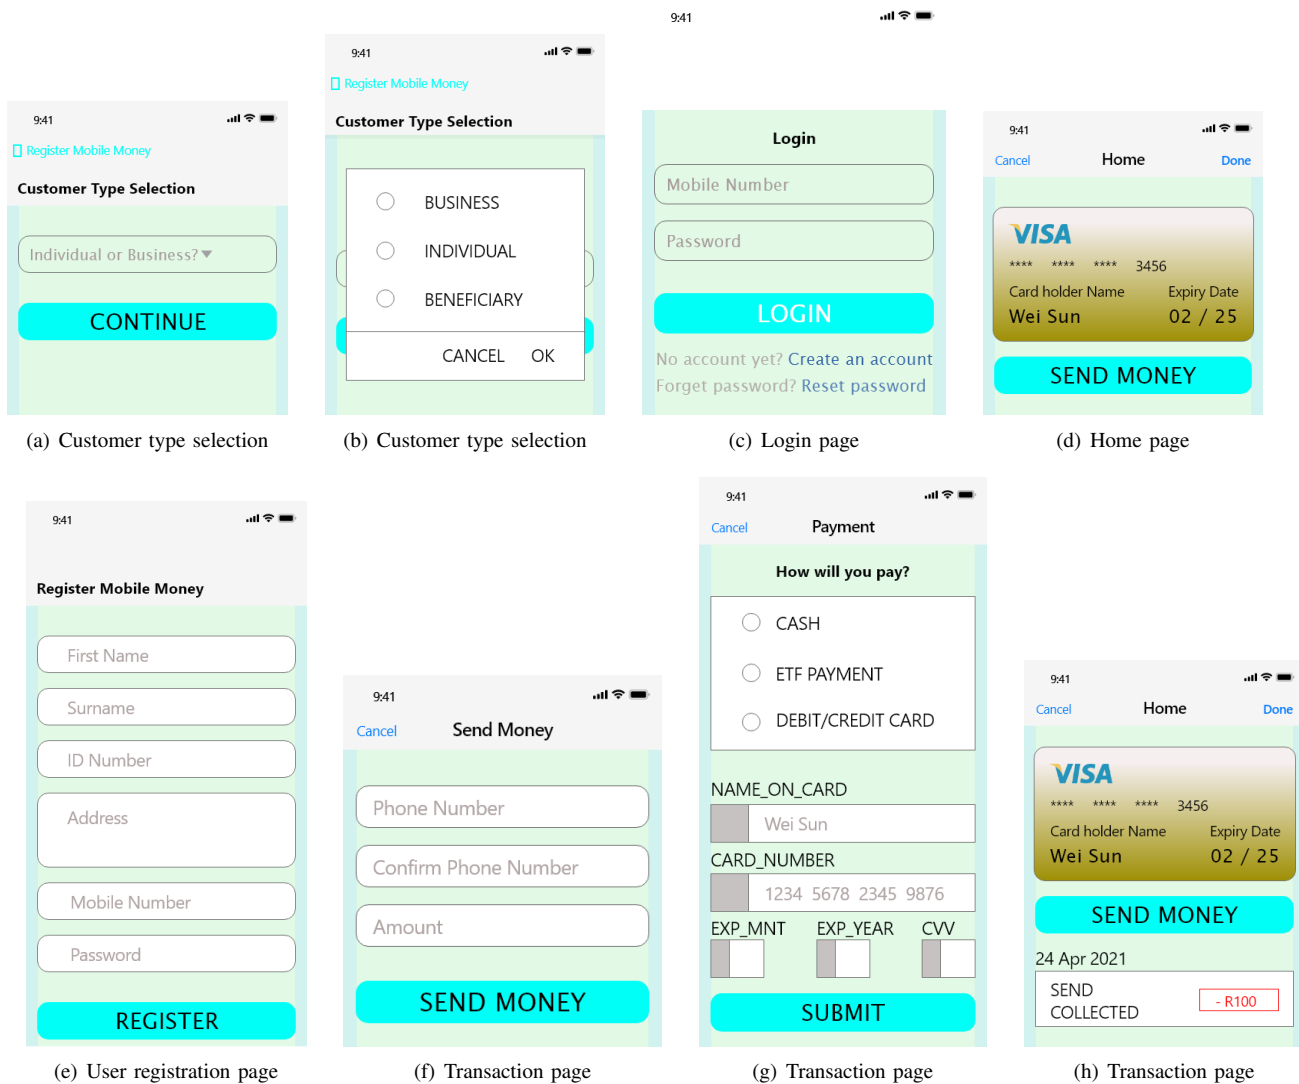 9:41
Register Mobile Money
Customer Type Selection
Individual or Business?
CONTINUE
(a) Customer type selection
9:41
Register Mobile Money
Customer Type Selection
BUSINESS
INDIVIDUAL
BENEFICIARY
CANCEL OK
(b) Customer type selection
9:41
Login
Mobile Number
Password
LOGIN
No account yet? Create an account
Forget password? Reset password
(c) Login page
9:41
Cancel Home Done
VISA
**** **** **** 3456
Card holder Name Expiry Date
Wei Sun 02 / 25
SEND MONEY
(d) Home page
9:41
Register Mobile Money
First Name
Surname
ID Number
Address
Mobile Number
Password
REGISTER
(e) User registration page
9:41
Cancel Send Money
Phone Number
Confirm Phone Number
Amount
SEND MONEY
(f) Transaction page
9:41
Cancel Payment
How will you pay?
CASH
ETF PAYMENT
DEBIT/CREDIT CARD
NAME_ON_CARD
Wei Sun
CARD_NUMBER
1234 5678 2345 9876
EXP_MNT EXP_YEAR CVV
SUBMIT
(g) Transaction page
9:41
Cancel Home Done
VISA
**** **** **** 3456
Card holder Name Expiry Date
Wei Sun 02 / 25
SEND MONEY
24 Apr 2021
SEND
COLLECTED
- R100
(h) Transaction page